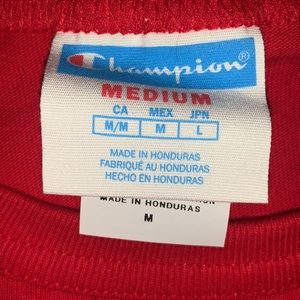 Champion
MEDIUM
CA MEX JPN
M/M M L
MADE IN HONDURAS
FABRIQUÉ AU HONDURAS
HECHO EN HONDURAS
MADE IN HONDURAS
M